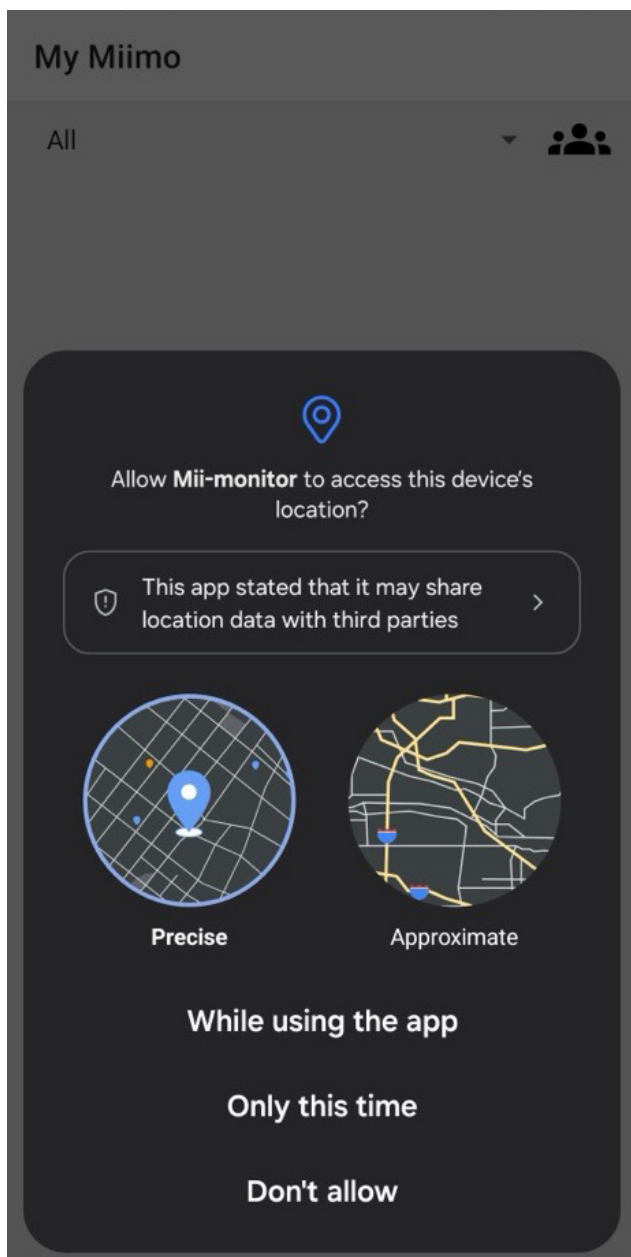 My Miimo
All
Allow Mii-monitor to access this device's
location?
This app stated that it may share
location data with third parties
Precise
Approximate
While using the app
Only this time
Don't allow